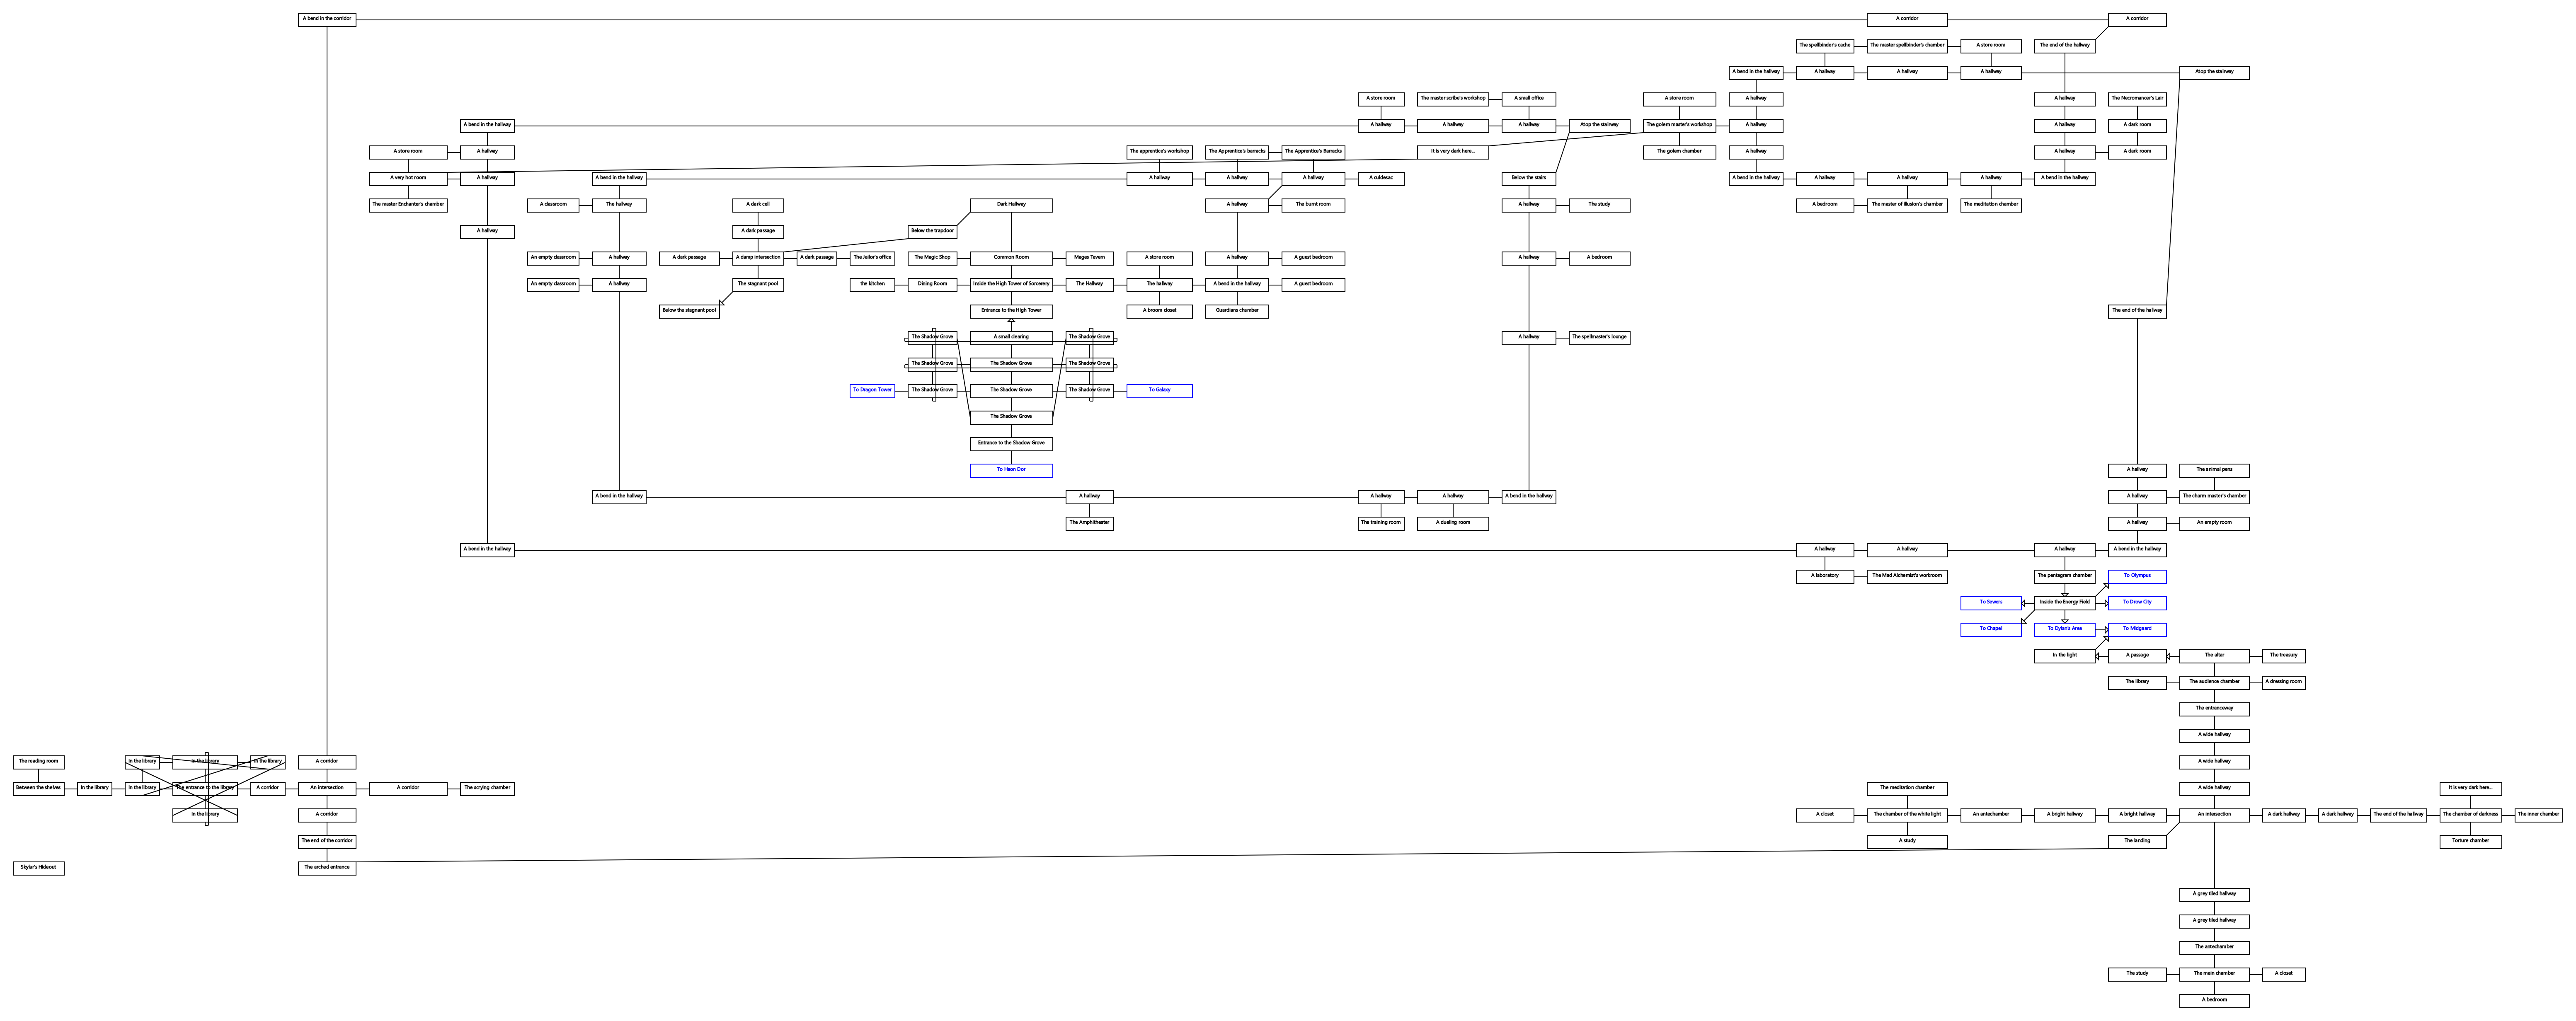 A bend in the corridor
A corridor
A corridor
The spellbinder's cache
The master spellbinder's chamber
A store room
The end of the hallway
A bend in the hallway
A hallway
A hallway
A hallway
Atop the stairway
A store room
The master scribe's workshop
A small office
A store room
A hallway
A hallway
The Necromancer's Lair
A bend in the hallway
A hallway
A hallway
A hallway
Atop the stairway
The golem master's workshop
A hallway
A hallway
A dark room
A store room
A hallway
The apprentice's workshop
The Apprentice's barracks
The Apprentice's Barracks
It is very dark here...
The golem chamber
A hallway
A hallway
A dark room
A very hot room
A hallway
A bend in the hallway
A hallway
A hallway
A hallway
A culdesac
Below the stairs
A bend in the hallway
A hallway
A hallway
A hallway
A bend in the hallway
The master Enchanter's chamber
A classroom
The hallway
A dark cell
Dark Hallway
A hallway
The burnt room
A hallway
The study
A bedroom
The master of illusion's chamber
The meditation chamber
A hallway
A dark passage
Below the trapdoor
An empty classroom
A hallway
A dark passage
A damp intersection
A dark passage
The Jailor's office
The Magic Shop
Common Room
Mages Tavern
A store room
A hallway
A guest bedroom
A hallway
A bedroom
An empty classroom
A hallway
The stagnant pool
the kitchen
Dining Room
Inside the High Tower of Sorcerery
The Hallway
The hallway
A bend in the hallway
A guest bedroom
Below the stagnant pool
Entrance to the High Tower
A broom closet
Guardians chamber
The end of the hallway
The Shadow Grove
A small clearing
The Shadow Grove
A hallway
The spellmaster's lounge
The Shadow Grove
The Shadow Grove
The Shadow Grove
To Dragon Tower
The Shadow Grove
The Shadow Grove
The Shadow Grove
To Galaxy
The Shadow Grove
Entrance to the Shadow Grove
To Haon Dor
A hallway
The animal pens
A bend in the hallway
A hallway
A hallway
A hallway
A bend in the hallway
A hallway
The charm master's chamber
The Amphitheater
The training room
A dueling room
A hallway
An empty room
A bend in the hallway
A hallway
A hallway
A hallway
A bend in the hallway
A laboratory
The Mad Alchemist's workroom
The pentagram chamber
To Olympus
To Sewers
Inside the Energy Field
To Drow City
To Chapel
To Dylan's Area
To Midgaard
In the light
A passage
The altar
The treasury
The library
The audience chamber
A dressing room
The entranceway
A wide hallway
The reading room
In the library
In the library
In the library
A corridor
A wide hallway
Between the shelves
In the library
In the library
The entrance to the library
A corridor
An intersection
A corridor
The scrying chamber
The meditation chamber
A wide hallway
It is very dark here...
In the library
A corridor
A closet
The chamber of the white light
An antechamber
A bright hallway
A bright hallway
An intersection
A dark hallway
A dark hallway
The end of the hallway
The chamber of darkness
The inner chamber
The end of the corridor
A study
The landing
Torture chamber
Skyler's Hideout
The arched entrance
A grey tiled hallway
A grey tiled hallway
The antechamber
The study
The main chamber
A closet
A bedroom